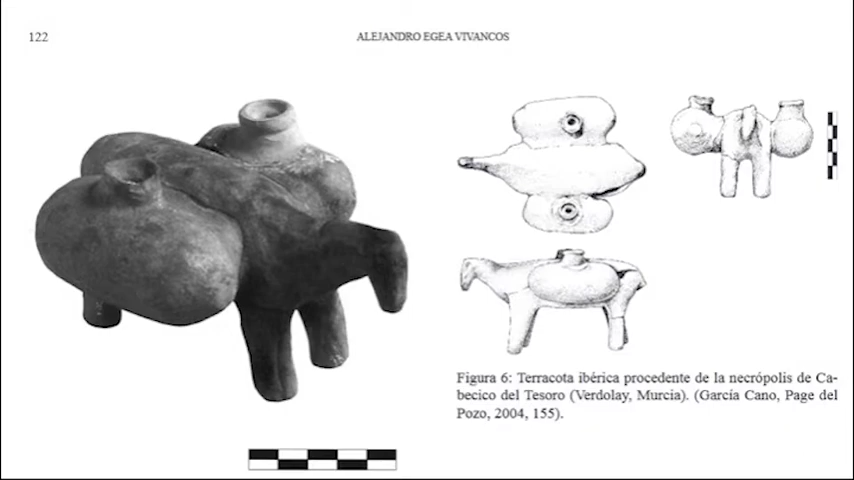 122
ALEJANDRO EGEA VIVANCOS
Figura 6: Terracota ibérica procedente de la necrópolis de Ca-
becico del Tesoro (Verdolay, Murcia). (García Cano, Page del
Pozo, 2004, 155).